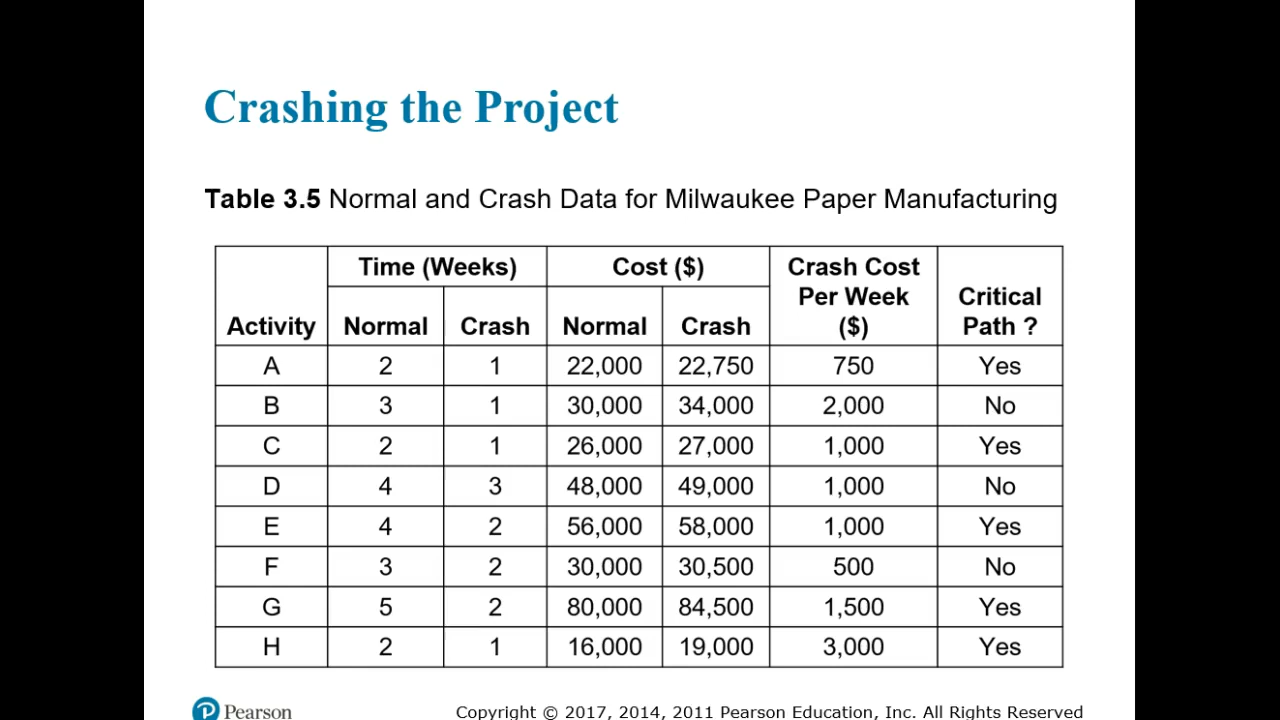 Crashing the Project
Table 3.5 Normal and Crash Data for Milwaukee Paper Manufacturing
Time (Weeks) Cost ($) Crash Cost
Per Week Critical
Activity Normal Crash Normal Crash ($) Path ?
A 2 1 22,000 22,750 750 Yes
B 3 1 30,000 34,000 2,000 No
C 2 1 26,000 27,000 1,000 Yes
D 4 3 48,000 49,000 1,000 No
E 4 2 56,000 58,000 1,000 Yes
F 3 2 30,000 30,500 500 No
G 5 2 80,000 84,500 1,500 Yes
H 2 1 16,000 19,000 3,000 Yes
P Pearson Copyright © 2017, 2014, 2011 Pearson Education, Inc. All Rights Reserved